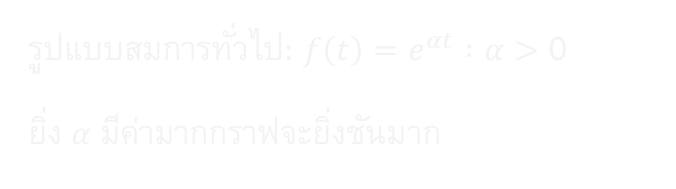 รูปแบบสมการทั่วไป: f(t) = e^{αt} : α > 0
ยิ่ง α มีค่ามากกราฟจะยิ่งชันมาก